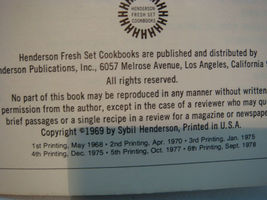 HENDERSON
FRESH SET
COOKBOOKS
Henderson Fresh Set Cookbooks are published and distributed by
nderson Publications, Inc., 6057 Melrose Avenue, Los Angeles, California
All rights reserved.
No part of this book may be reproduced in any manner without written
permission from the author, except in the case of a reviewer who may qu
brief passages or a single recipe in a review for a magazine or newspape
Copyright ©1969 by Sybil Henderson, Printed in U.S.A.
1st Printing, May 1968 • 2nd Printing, Apr. 1970 • 3rd Printing, Jan. 1975
4th Printing, Dec. 1975 • 5th Printing, Oct. 1977 • 6th Printing, Sept. 1978